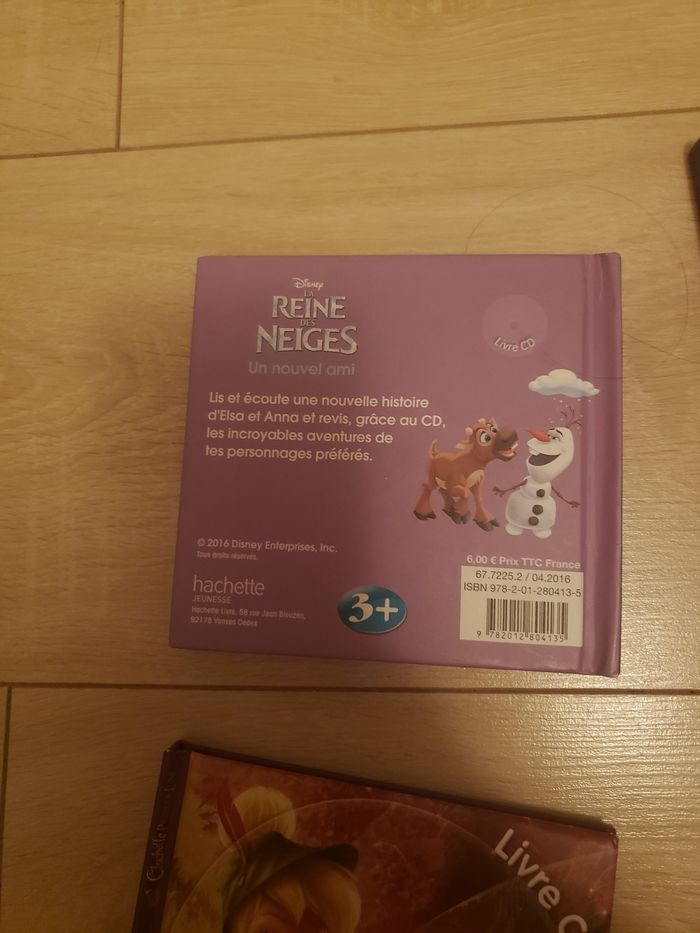 Disney
LA
REINE
DES
NEIGES
Un nouvel ami
Livre CD
Lis et écoute une nouvelle histoire
d'Elsa et Anna et revis, grâce au CD,
les incroyables aventures de
tes personnages préférés.
© 2016 Disney Enterprises, Inc.
Tous droits réservés.
hachette
JEUNESSE
Hachette Livre, 58 rue Jean Bleuzen,
92178 Vanves Cedex
3+
6,00 € Prix TTC France
67.7225.2 / 04.2016
ISBN 978-2-01-280413-5
9 782012 804135
Clochette
Livre C